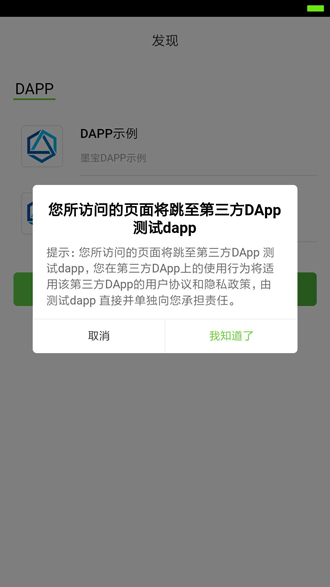 发现
DAPP
DAPP示例
墨宝DAPP示例
您所访问的页面将跳至第三方DApp
测试dapp
提示: 您所访问的页面将跳至第三方DApp 测
试dapp, 您在第三方DApp上的使用行为将适
用该第三方DApp的用户协议和隐私政策, 由
测试dapp 直接并单独向您承担责任。
取消
我知道了